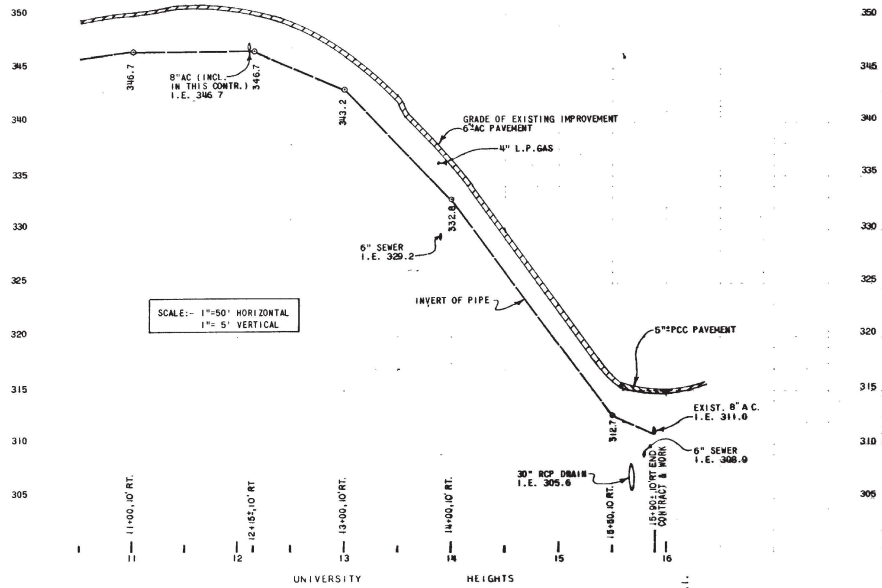 350
350
345
345
340
340
335
335
330
330
325
325
320
320
315
315
310
310
305
305
346.7
8"AC (INCL.
IN THIS CONTR.)
I.E. 346.7
346.7
343.2
GRADE OF EXISTING IMPROVEMENT
6"AC PAVEMENT
4" L.P.GAS
332.8
6" SEWER
I.E. 329.2
INVERT OF PIPE
SCALE:- 1"=50' HORIZONTAL
1"= 5' VERTICAL
5"±PCC PAVEMENT
312.7
EXIST. 8" A C.
I.E. 311.0
6" SEWER
I.E. 308.9
30" RCP DRAIN
I.E. 305.6
11+00,10' RT.
12+15±,10' RT
13+00,10' RT.
14+00,10' RT.
15+50,10 RT.
15+90±,10'RT END
CONTRACT & WORK
11
12
13
14
15
16
UNIVERSITY HEIGHTS